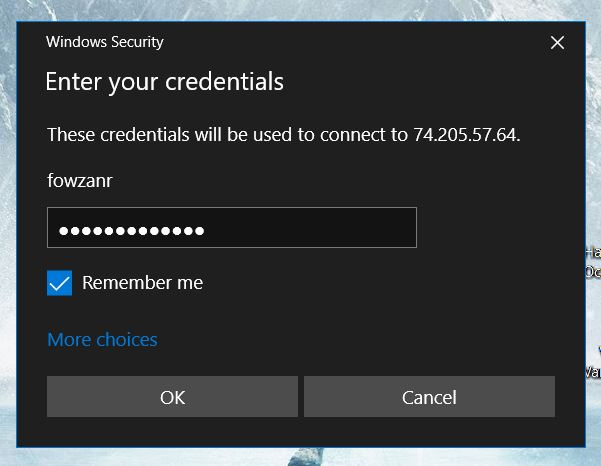 Windows Security
Enter your credentials
These credentials will be used to connect to 74.205.57.64.
fowzanr
●●●●●●●●●●●●●
Remember me
More choices
OK
Cancel